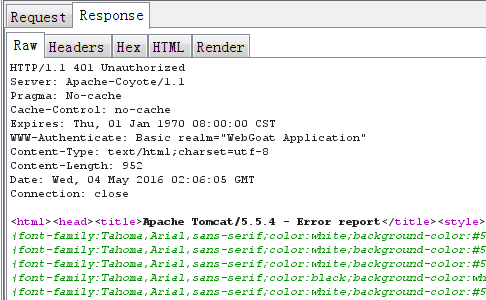 Request Response
Raw Headers Hex HTML Render
HTTP/1.1 401 Unauthorized
Server: Apache-Coyote/1.1
Pragma: No-cache
Cache-Control: no-cache
Expires: Thu, 01 Jan 1970 08:00:00 CST
WWW-Authenticate: Basic realm="WebGoat Application"
Content-Type: text/html;charset=utf-8
Content-Length: 952
Date: Wed, 04 May 2016 02:06:05 GMT
Connection: close
<html><head><title>Apache Tomcat/5.5.4 - Error report</title><style>
{font-family:Tahoma,Arial,sans-serif;color:white;background-color:#5
{font-family:Tahoma,Arial,sans-serif;color:white;background-color:#5
{font-family:Tahoma,Arial,sans-serif;color:white;background-color:#5
{font-family:Tahoma,Arial,sans-serif;color:black;background-color:wh
{font-family:Tahoma,Arial,sans-serif;color:white;background-color:#5